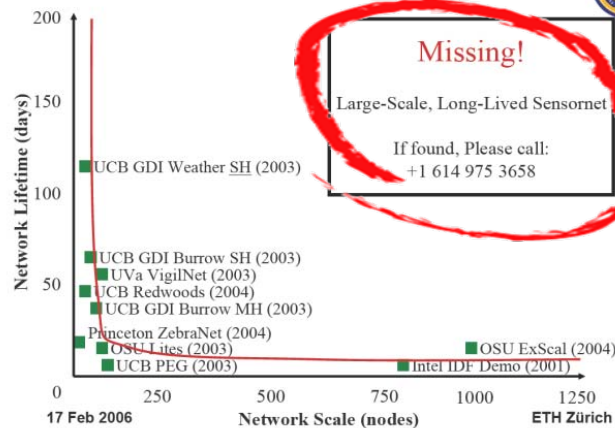 200
150
100
50
0
Network Lifetime (days)
Missing!
Large-Scale, Long-Lived Sensornet
If found, Please call:
+1 614 975 3658
UCB GDI Weather SH (2003)
UCB GDI Burrow SH (2003)
UVa VigilNet (2003)
UCB Redwoods (2004)
UCB GDI Burrow MH (2003)
Princeton ZebraNet (2004)
OSU Lites (2003)
OSU ExScal (2004)
UCB PEG (2003)
Intel IDF Demo (2001)
250
500
750
1000
1250
17 Feb 2006
Network Scale (nodes)
ETH Zürich